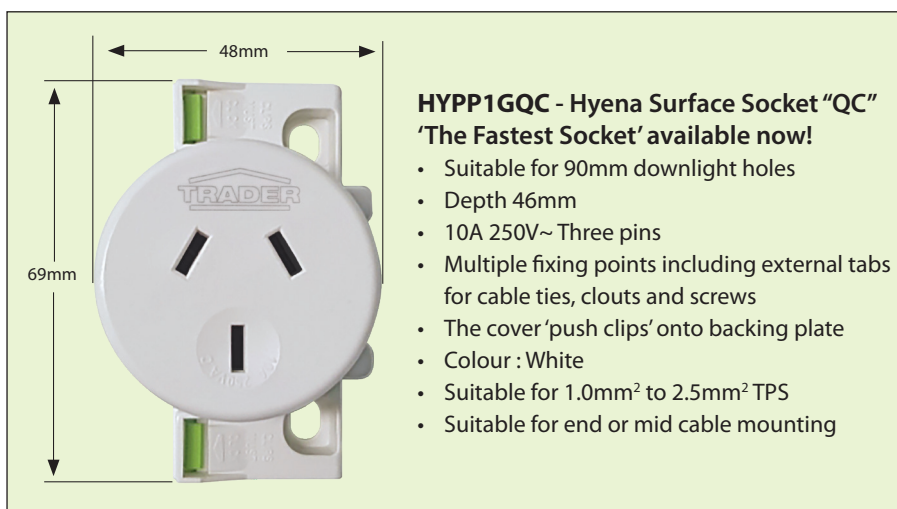 48mm
HYPP1GQC - Hyena Surface Socket “QC”
‘The Fastest Socket’ available now!
• Suitable for 90mm downlight holes
• Depth 46mm
TRADER
• 10A 250V~ Three pins
69mm
• Multiple fixing points including external tabs
for cable ties, clouts and screws
• The cover ‘push clips’ onto backing plate
• Colour : White
• Suitable for 1.0mm² to 2.5mm² TPS
• Suitable for end or mid cable mounting